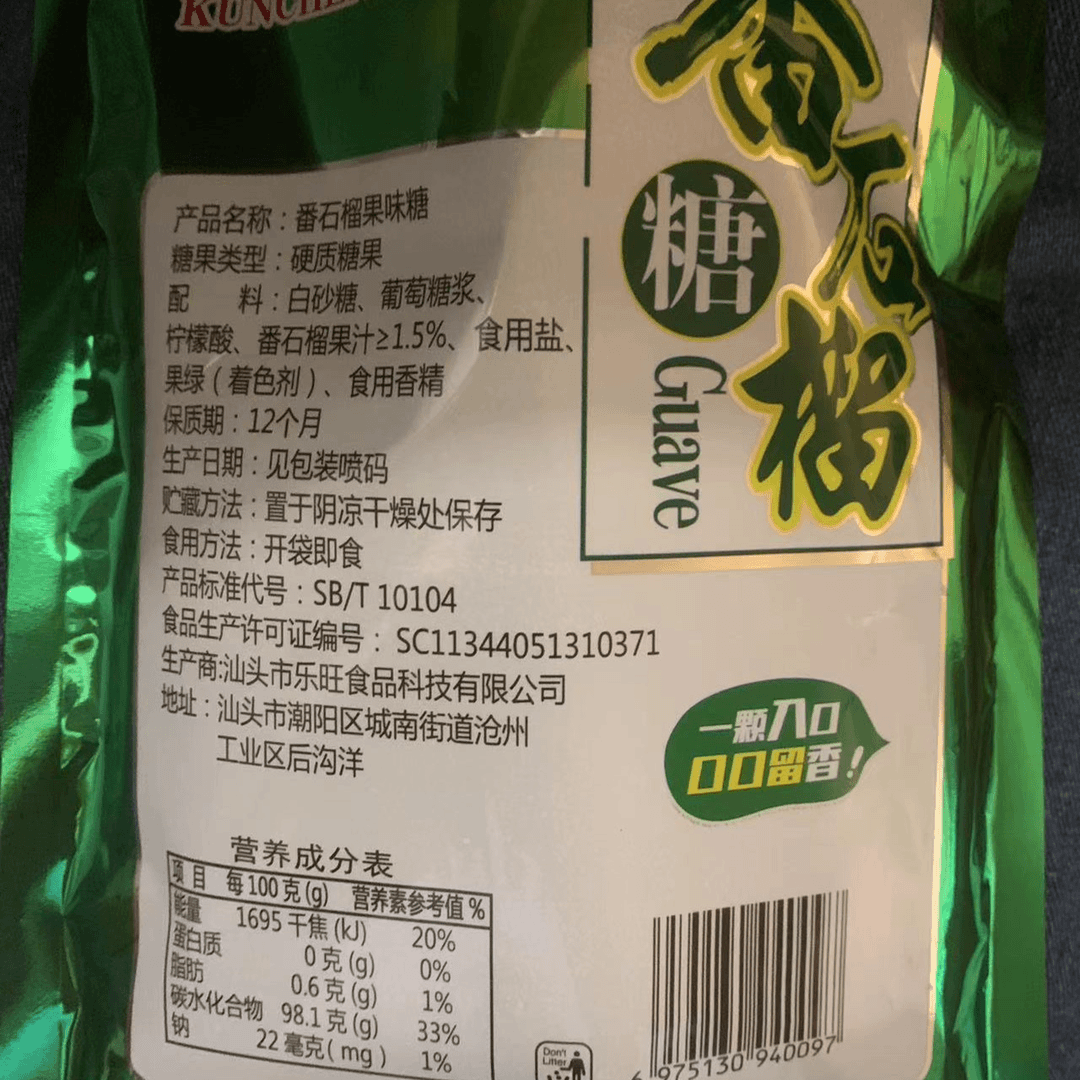 番石榴
糖
Guave
产品名称：番石榴果味糖
糖果类型：硬质糖果
配 料：白砂糖、葡萄糖浆、
柠檬酸、番石榴果汁≥1.5%、食用盐、
果绿（着色剂）、食用香精
保质期：12个月
生产日期：见包装喷码
贮藏方法：置于阴凉干燥处保存
食用方法：开袋即食
产品标准代号：SB/T 10104
食品生产许可证编号：SC11344051310371
生产商:汕头市乐旺食品科技有限公司
地址：汕头市潮阳区城南街道沧州
工业区后沟洋
一颗入口
口口留香！
营养成分表
项目 每100克(g) 营养素参考值%
能量 1695千焦(kJ) 20%
蛋白质 0克(g) 0%
脂肪 0.6克(g) 1%
碳水化合物 98.1克(g) 33%
钠 22毫克(mg) 1%
Don't
Litter
6 975130 940097